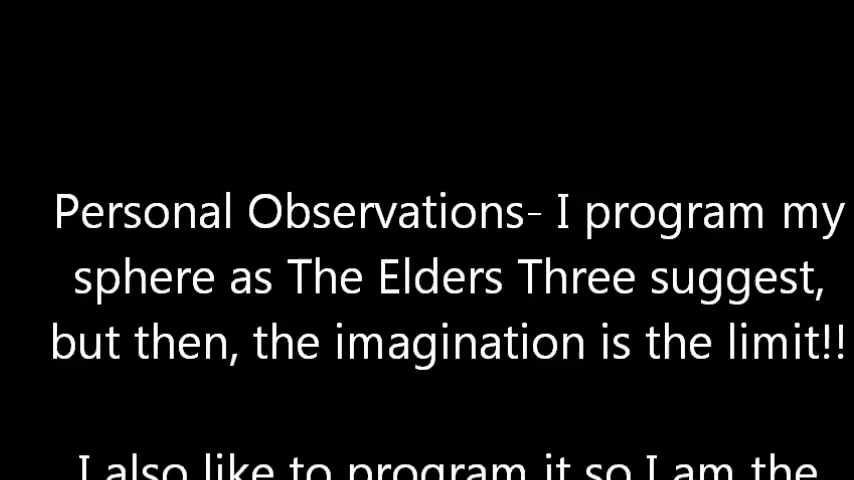 Personal Observations- I program my
sphere as The Elders Three suggest,
but then, the imagination is the limit!!
I also like to program it so I am the